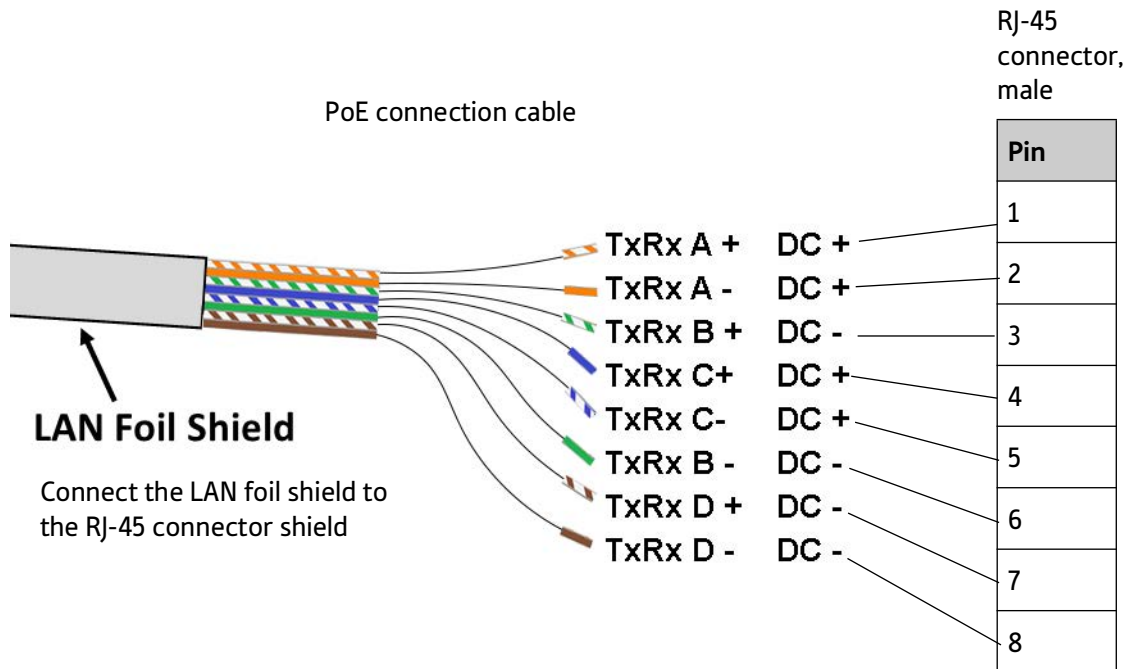 RJ-45
connector,
male
PoE connection cable
Pin
1
TxRx A + DC +
2
TxRx A - DC +
TxRx B + DC -
3
TxRx C+ DC +
4
TxRx C- DC +
LAN Foil Shield
5
TxRx B - DC -
Connect the LAN foil shield to
the RJ-45 connector shield
TxRx D + DC -
6
TxRx D - DC -
7
8